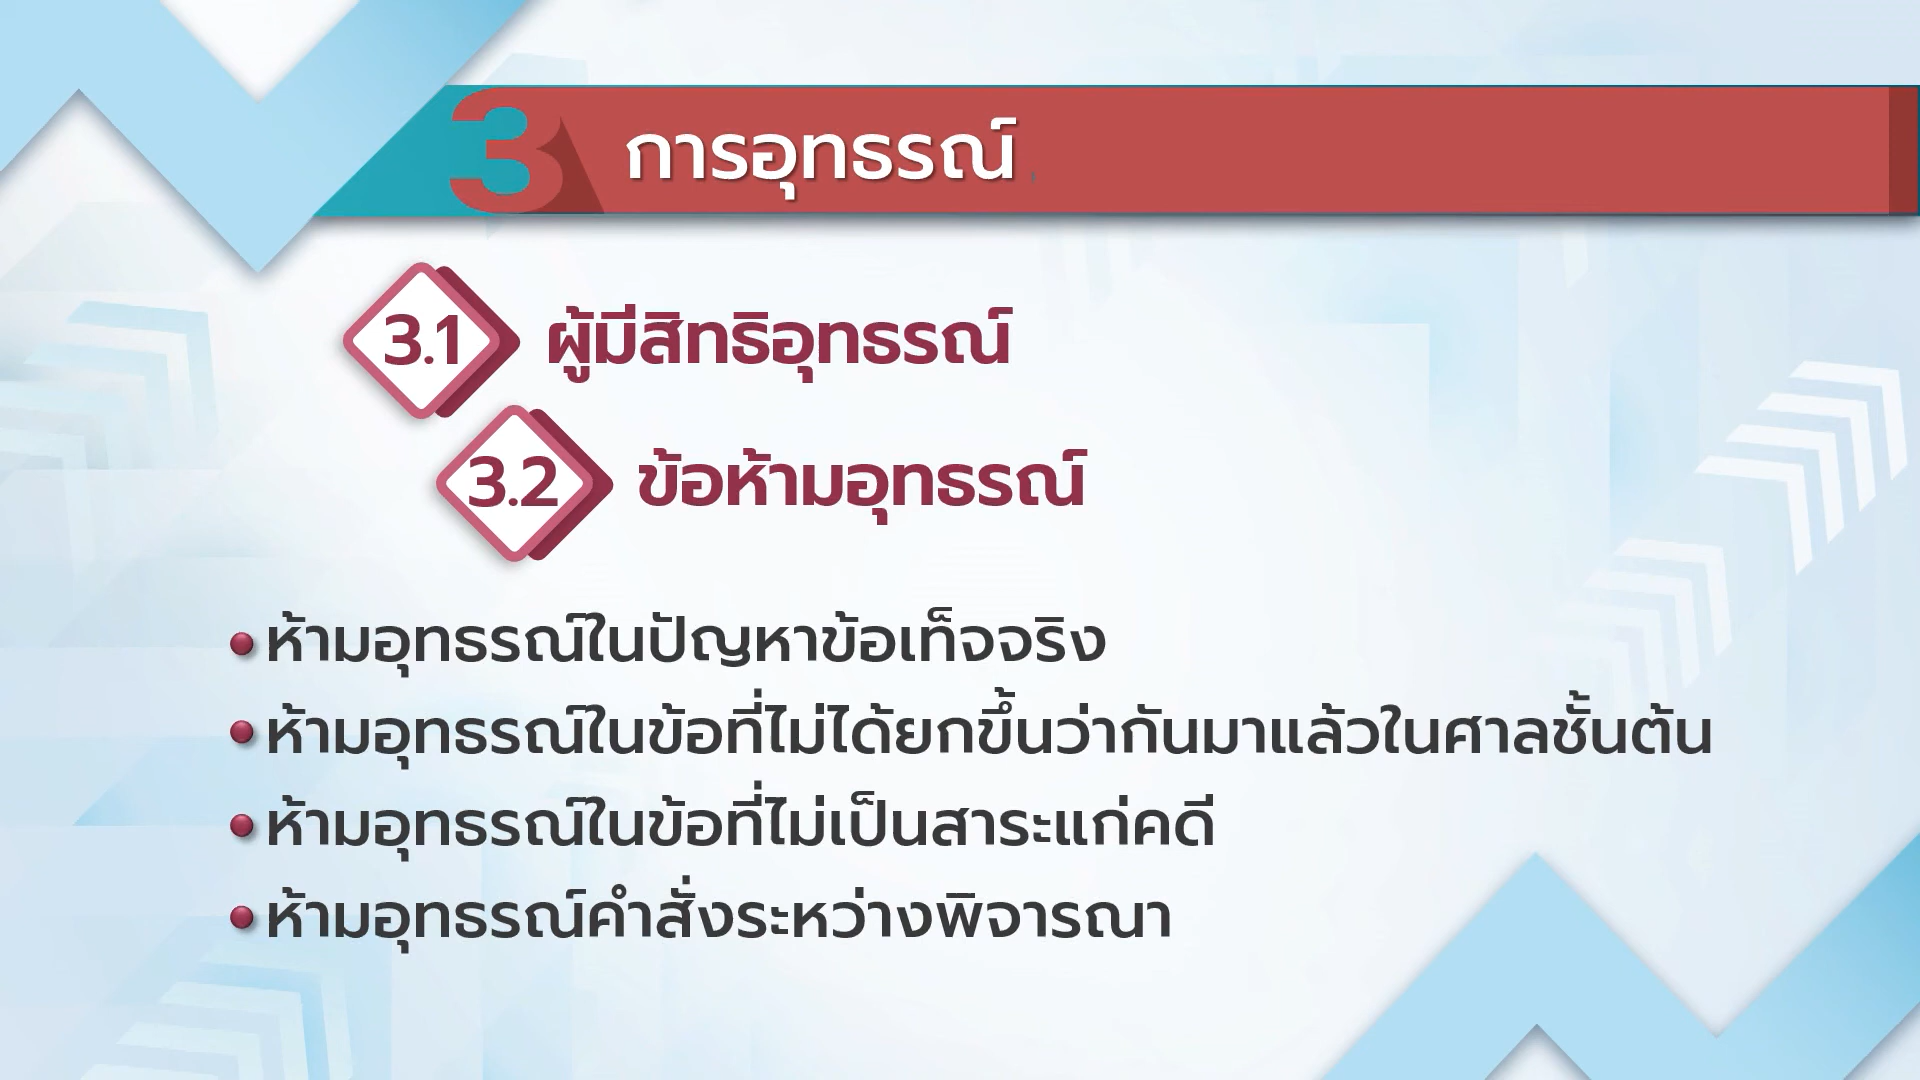 3 การอุทธรณ์
3.1 ผู้มีสิทธิอุทธรณ์
3.2 ข้อห้ามอุทธรณ์
• ห้ามอุทธรณ์ในปัญหาข้อเท็จจริง
• ห้ามอุทธรณ์ในข้อที่ไม่ได้ยกขึ้นว่ากันมาแล้วในศาลชั้นต้น
• ห้ามอุทธรณ์ในข้อที่ไม่เป็นสาระแก่คดี
• ห้ามอุทธรณ์คำสั่งระหว่างพิจารณา